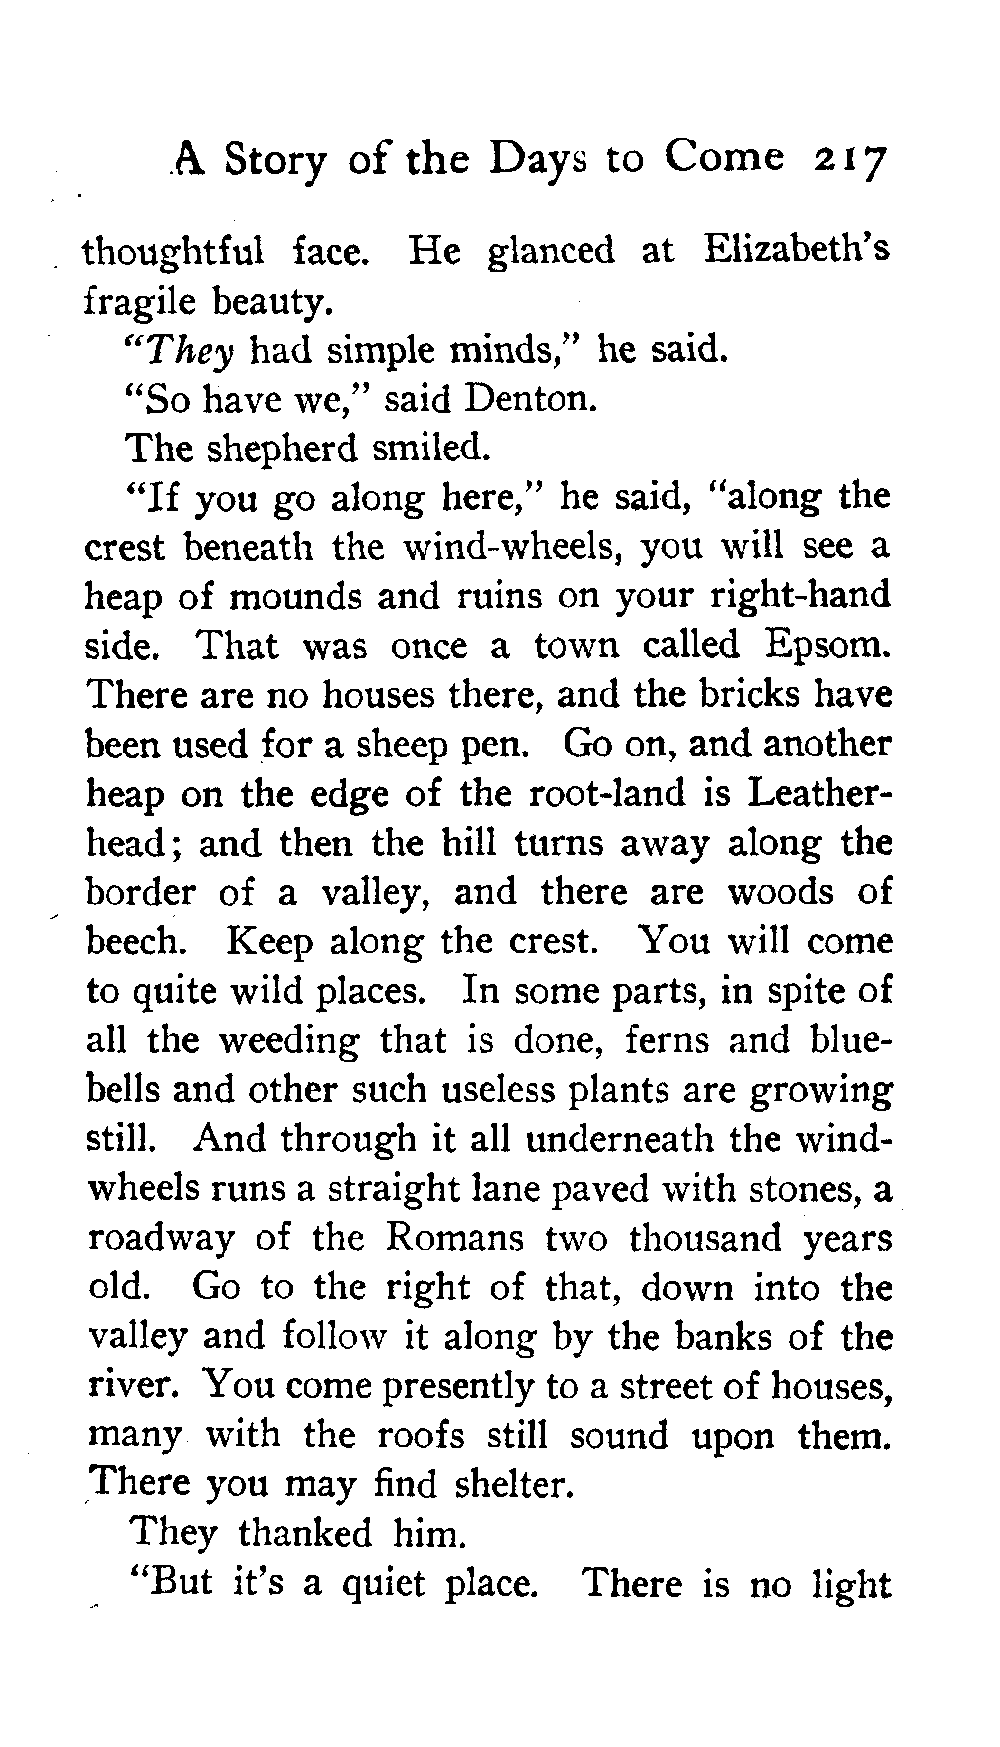 A Story of the Days to Come 217
thoughtful face. He glanced at Elizabeth's
fragile beauty.
"They had simple minds," he said.
"So have we," said Denton.
The shepherd smiled.
"If you go along here," he said, "along the
crest beneath the wind-wheels, you will see a
heap of mounds and ruins on your right-hand
side. That was once a town called Epsom.
There are no houses there, and the bricks have
been used for a sheep pen. Go on, and another
heap on the edge of the root-land is Leather-
head; and then the hill turns away along the
border of a valley, and there are woods of
beech. Keep along the crest. You will come
to quite wild places. In some parts, in spite of
all the weeding that is done, ferns and blue-
bells and other such useless plants are growing
still. And through it all underneath the wind-
wheels runs a straight lane paved with stones, a
roadway of the Romans two thousand years
old. Go to the right of that, down into the
valley and follow it along by the banks of the
river. You come presently to a street of houses,
many with the roofs still sound upon them.
There you may find shelter.
They thanked him.
"But it's a quiet place. There is no light